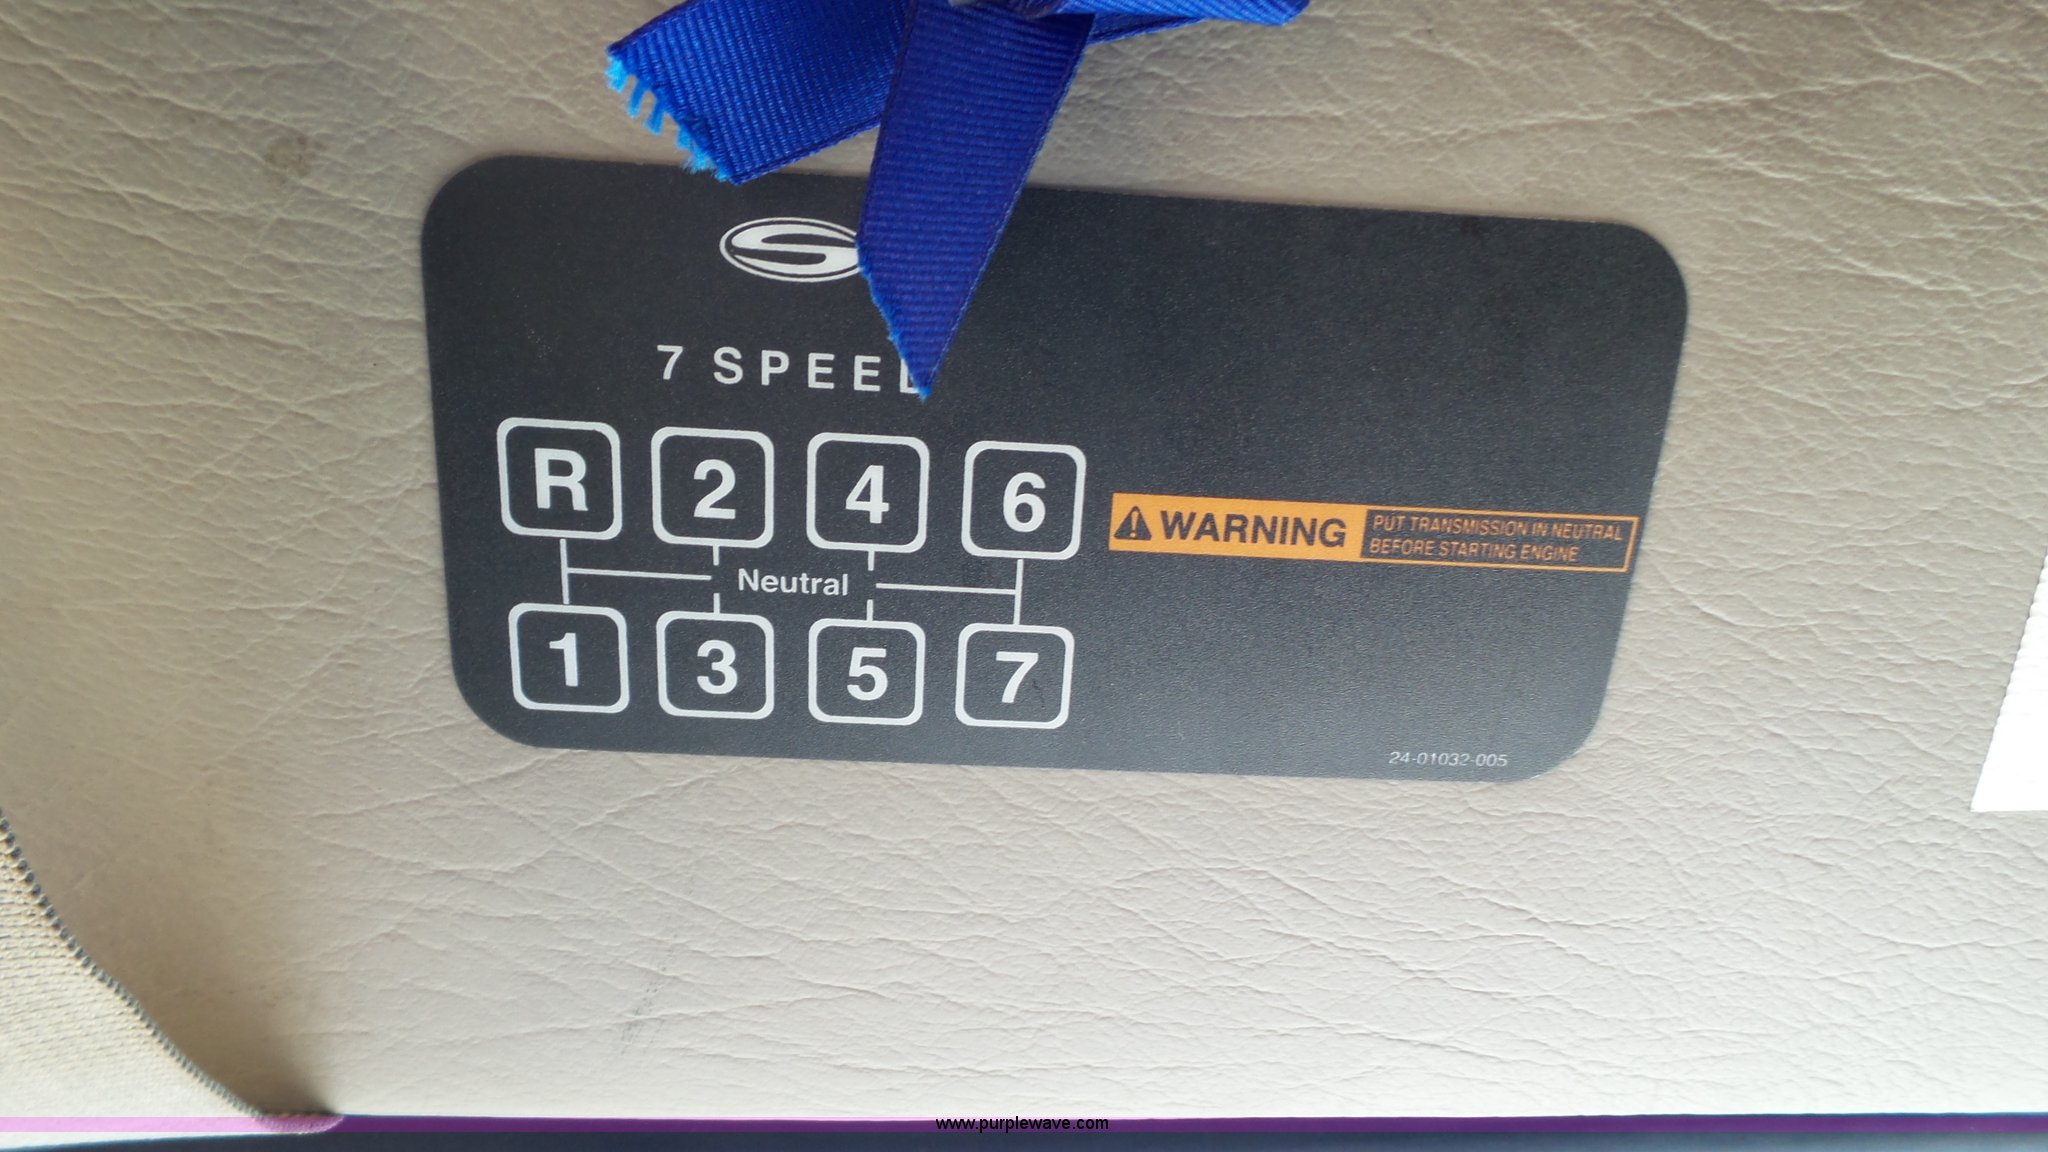 S
7 SPEED
R 2 4 6
Neutral
1 3 5 7
WARNING
PUT TRANSMISSION IN NEUTRAL
BEFORE STARTING ENGINE
24-01032-005
www.purplewave.com